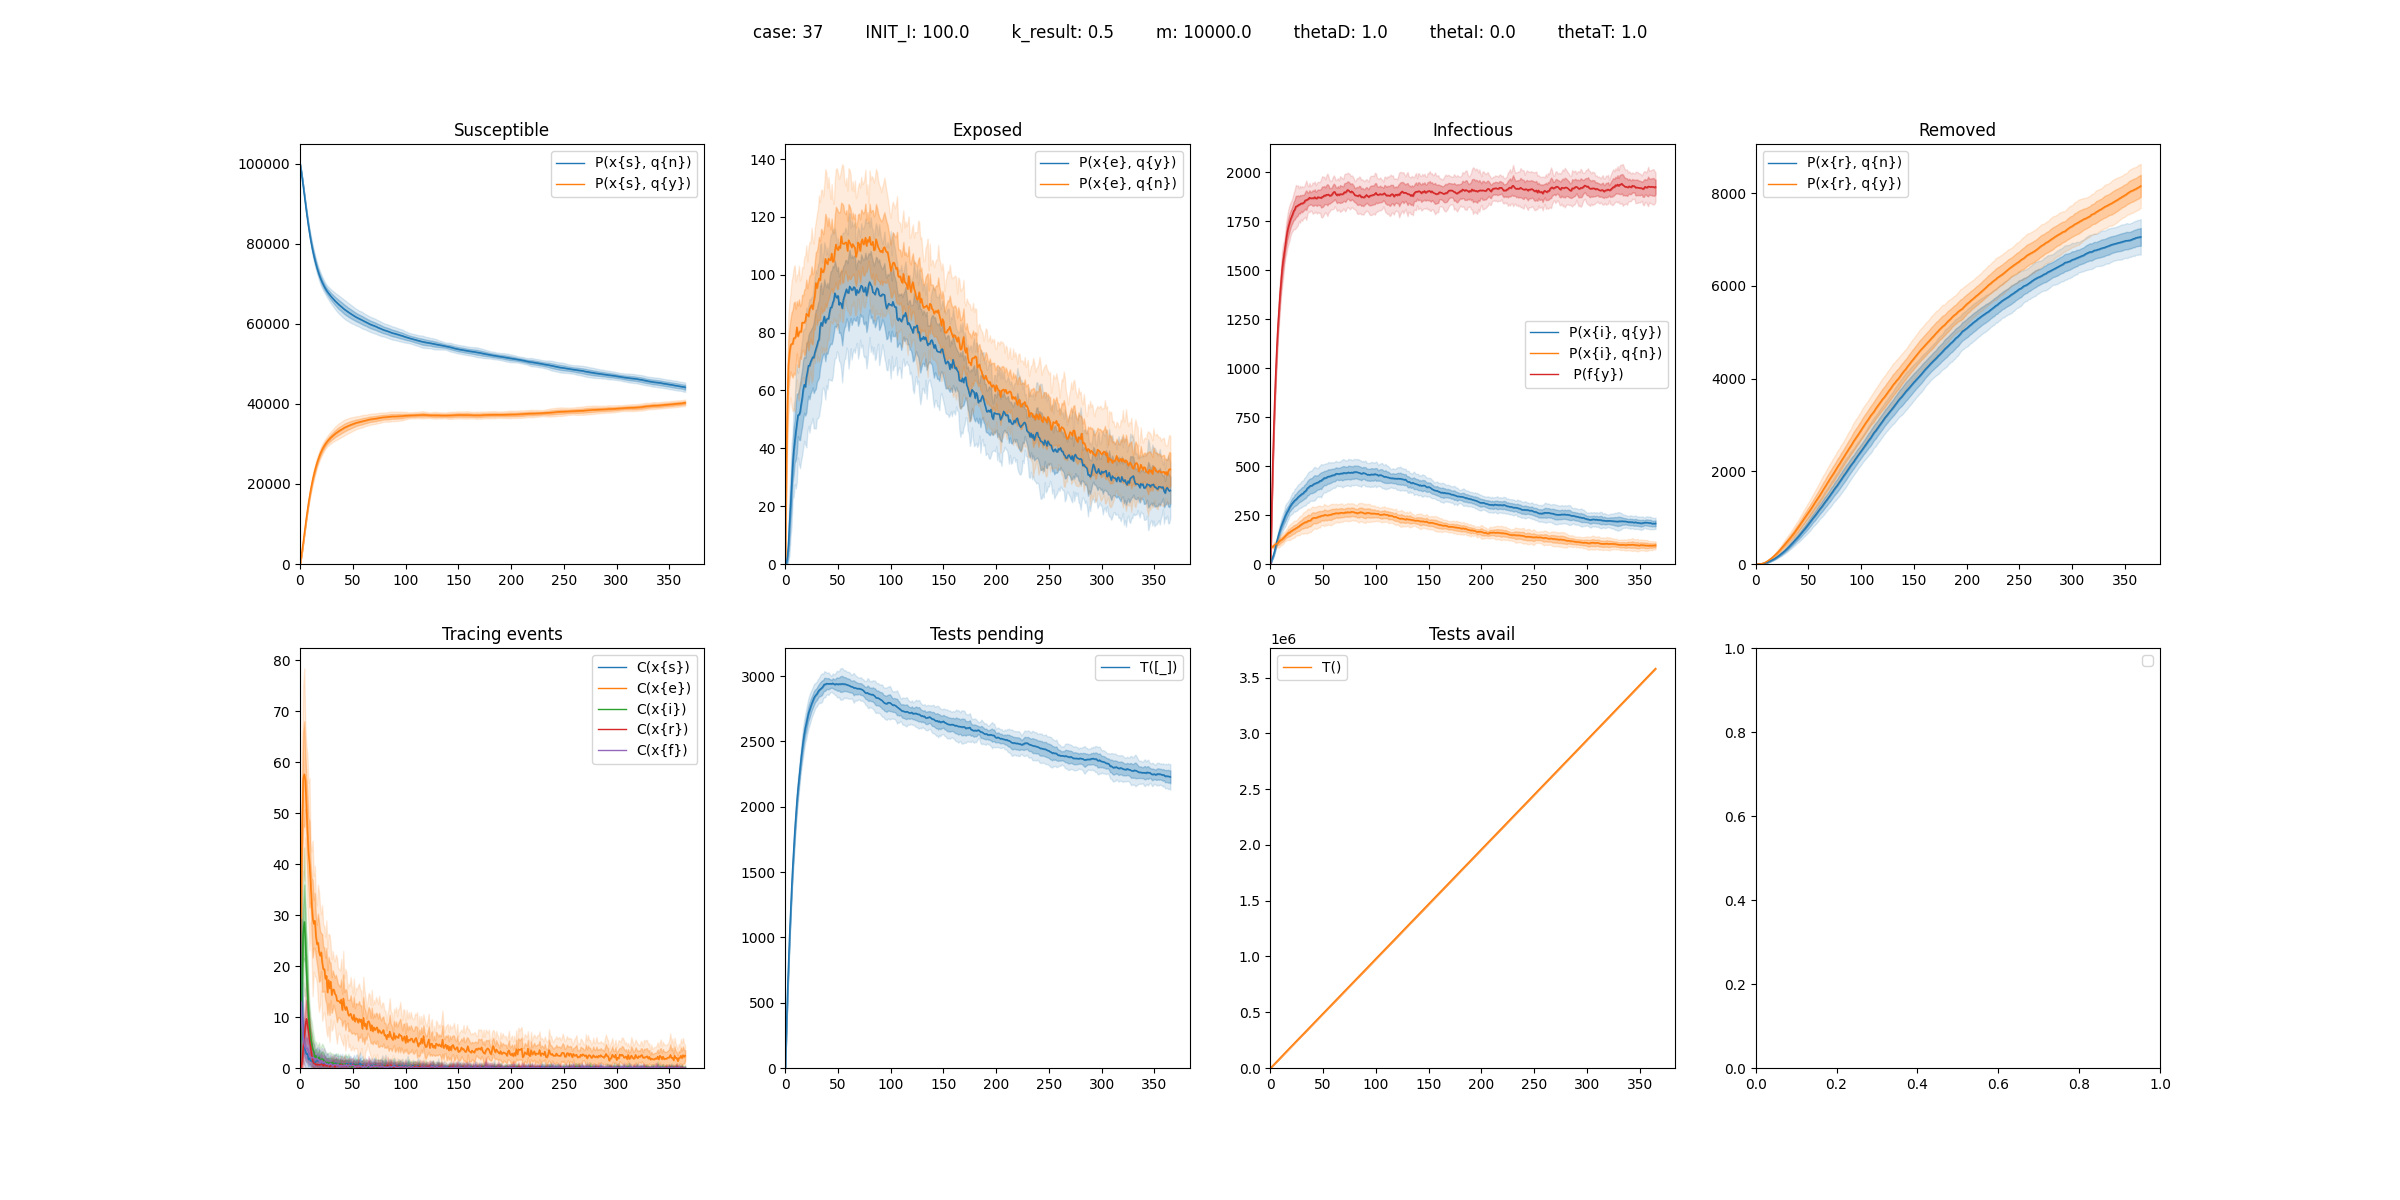 case: 37 INIT_I: 100.0 k_result: 0.5 m: 10000.0 thetaD: 1.0 thetaI: 0.0 thetaT: 1.0
Susceptible
100000
80000
60000
40000
20000
0
0 50 100 150 200 250 300 350
P(x{s}, q{n})
P(x{s}, q{y})
Exposed
140
120
100
80
60
40
20
0
0 50 100 150 200 250 300 350
P(x{e}, q{y})
P(x{e}, q{n})
Infectious
2000
1750
1500
1250
1000
750
500
250
0
0 50 100 150 200 250 300 350
P(x{i}, q{y})
P(x{i}, q{n})
P(f{y})
Removed
8000
6000
4000
2000
0
0 50 100 150 200 250 300 350
P(x{r}, q{n})
P(x{r}, q{y})
Tracing events
80
70
60
50
40
30
20
10
0
0 50 100 150 200 250 300 350
C(x{s})
C(x{e})
C(x{i})
C(x{r})
C(x{f})
Tests pending
3000
2500
2000
1500
1000
500
0
0 50 100 150 200 250 300 350
T([_])
Tests avail
1e6
3.5
3.0
2.5
2.0
1.5
1.0
0.5
0.0
0 50 100 150 200 250 300 350
T()
1.0
0.8
0.6
0.4
0.2
0.0
0.0 0.2 0.4 0.6 0.8 1.0